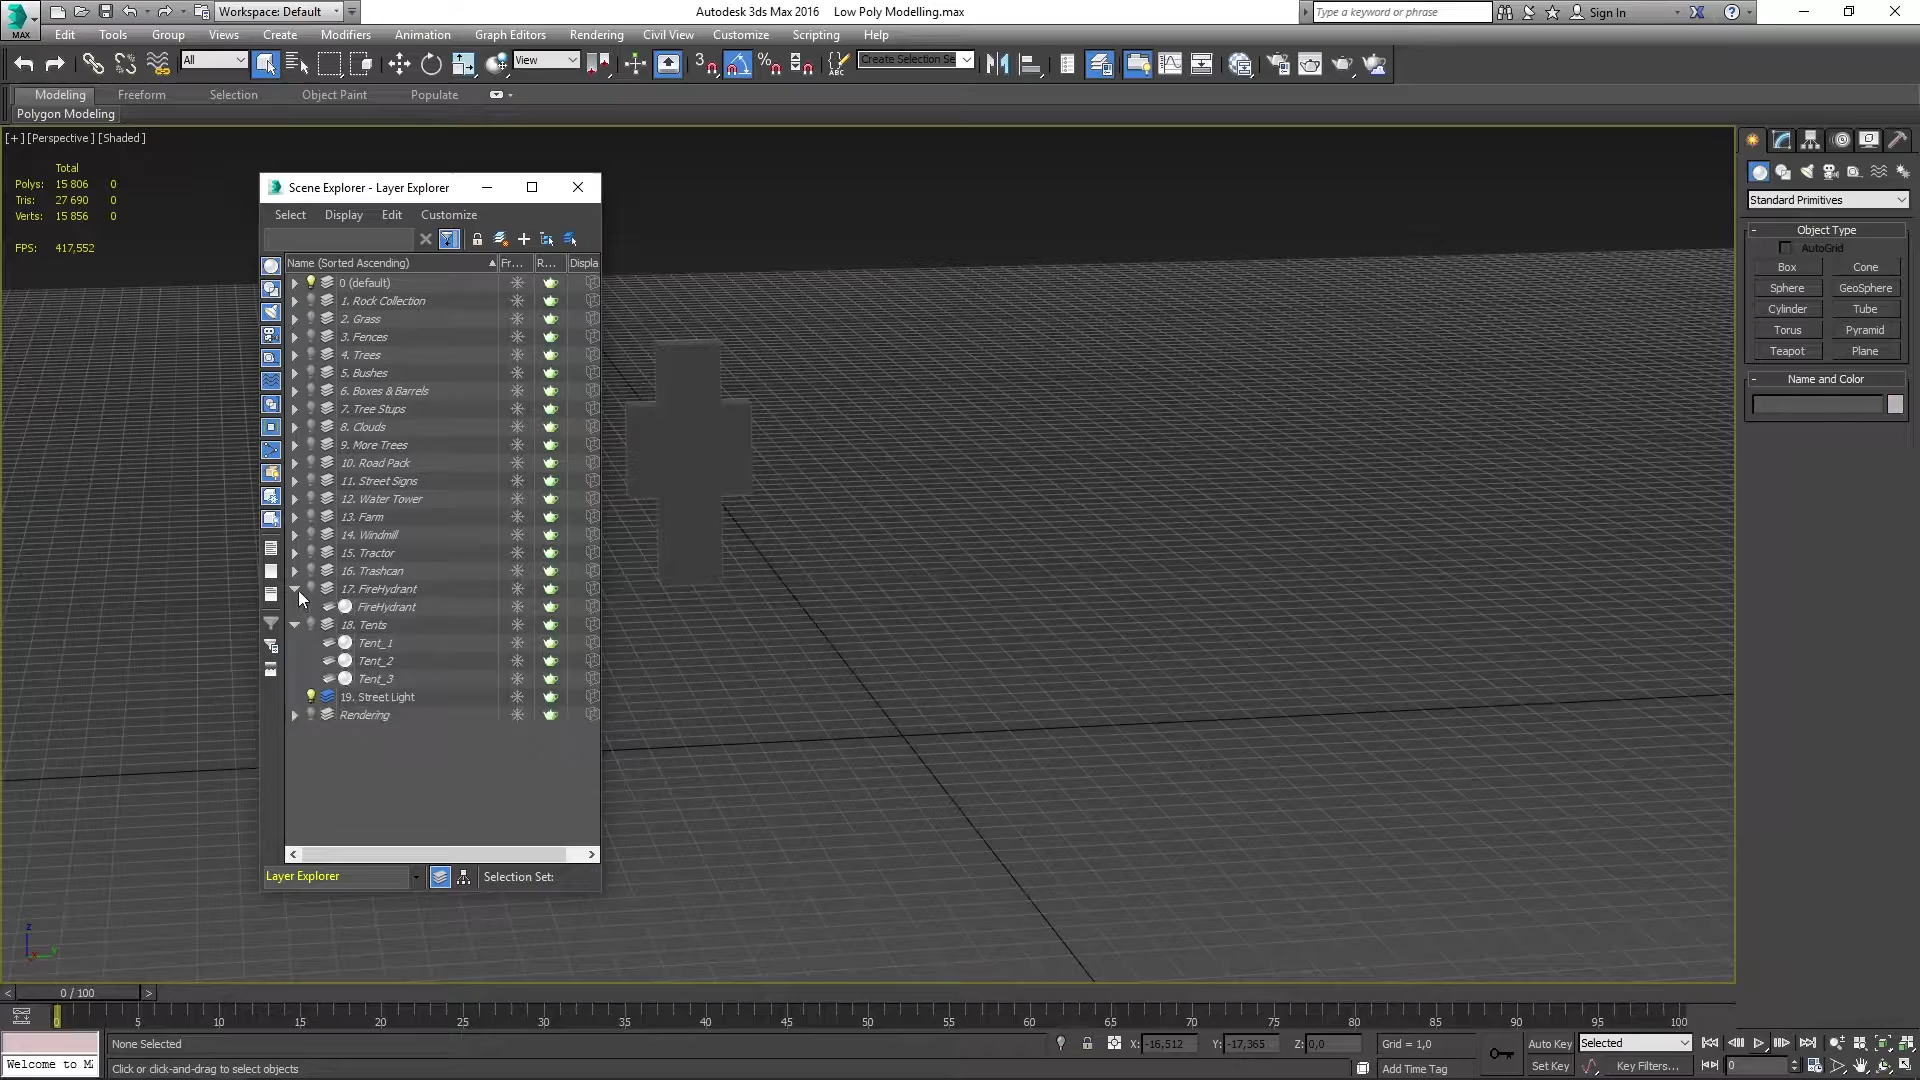 Workspace: Default
Autodesk 3ds Max 2016 Low Poly Modelling.max
Type a keyword or phrase
Sign In
MAX
Edit Tools Group Views Create Modifiers Animation Graph Editors Rendering Civil View Customize Scripting Help
All
View
3
ABC
Create Selection Se
Modeling Freeform Selection Object Paint Populate
Polygon Modeling
[+] [Perspective] [Shaded]
Total
Polys: 15 806 0
Tris: 27 690 0
Verts: 15 856 0
FPS: 417,552
Scene Explorer - Layer Explorer
Select Display Edit Customize
Name (Sorted Ascending) Fr... R... Displa
0 (default)
1. Rock Collection
2. Grass
3. Fences
4. Trees
5. Bushes
6. Boxes & Barrels
7. Tree Stups
8. Clouds
9. More Trees
10. Road Pack
11. Street Signs
12. Water Tower
13. Farm
14. Windmill
15. Tractor
16. Trashcan
17. FireHydrant
FireHydrant
18. Tents
Tent_1
Tent_2
Tent_3
19. Street Light
Rendering
Layer Explorer
Selection Set:
Standard Primitives
- Object Type
AutoGrid
Box Cone
Sphere GeoSphere
Cylinder Tube
Torus Pyramid
Teapot Plane
- Name and Color
z
x
y
< 0 / 100 >
0 5 10 15 20 25 30 35 40 45 50 55 60 65 70 75 80 85 90 95 100
None Selected
X: -16,512 Y: -17,365 Z: 0,0 Grid = 1,0
Auto Key Selected
Welcome to M
Click or click-and-drag to select objects
Add Time Tag
Set Key Key Filters...
0